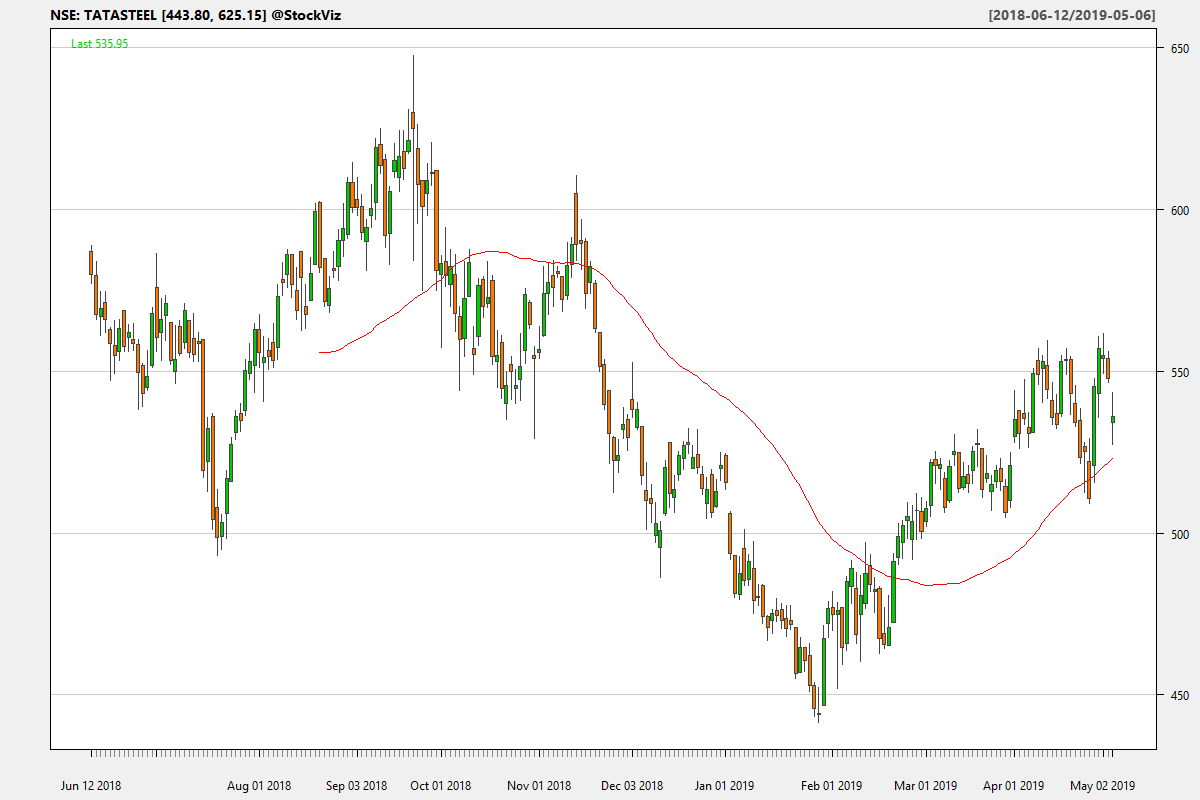 NSE: TATASTEEL [443.80, 625.15] @StockViz
[2018-06-12/2019-05-06]
Last 535.95
650
600
550
500
450
Jun 12 2018
Aug 01 2018
Sep 03 2018
Oct 01 2018
Nov 01 2018
Dec 03 2018
Jan 01 2019
Feb 01 2019
Mar 01 2019
Apr 01 2019
May 02 2019